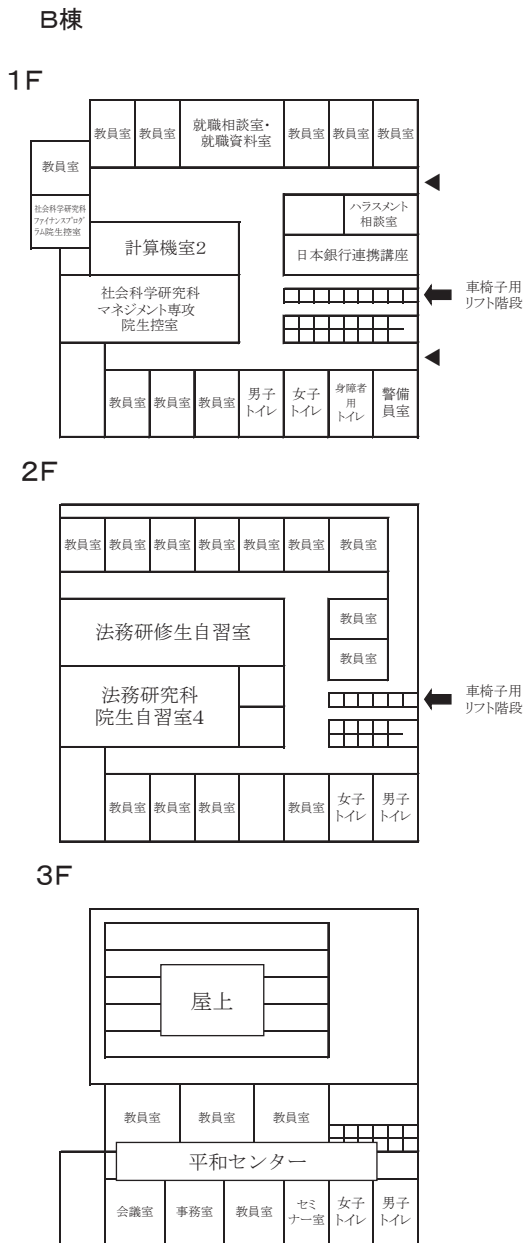 B棟
1F
教員室
教員室
就職相談室・
就職資料室
教員室
教員室
教員室
教員室
社会科学研究科
ファイナンスプログ
ラム院生控室
ハラスメント
相談室
計算機室2
日本銀行連携講座
社会科学研究科
マネジメント専攻
院生控室
車椅子用
リフト階段
教員室
教員室
教員室
男子
トイレ
女子
トイレ
身障者
用
トイレ
警備
員室
2F
教員室
教員室
教員室
教員室
教員室
教員室
教員室
法務研修生自習室
教員室
教員室
法務研究科
院生自習室4
車椅子用
リフト階段
教員室
教員室
教員室
教員室
女子
トイレ
男子
トイレ
3F
屋上
教員室
教員室
教員室
平和センター
会議室
事務室
教員室
セミ
ナー室
女子
トイレ
男子
トイレ